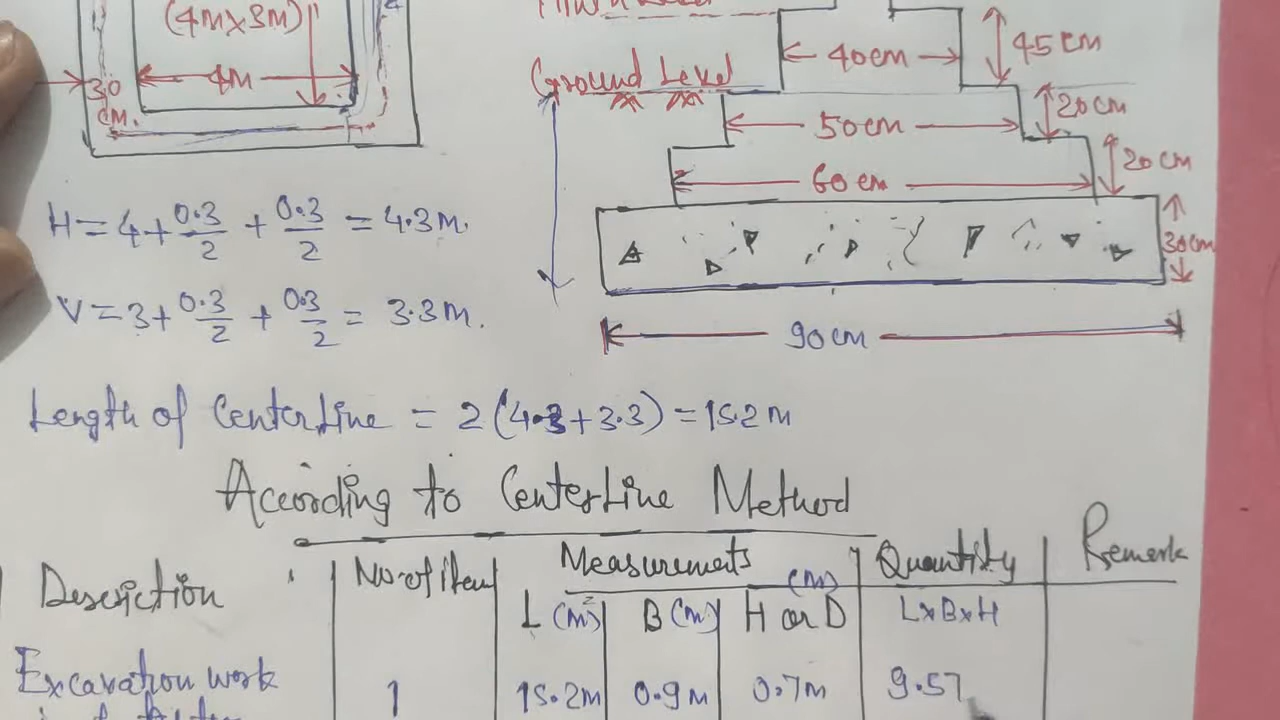 (4M×3M)
4M
30
CM.
Ground Level
40cm
45cm
50cm
20cm
60cm
20cm
30cm
90cm
H = 4 + 0.3/2 + 0.3/2 = 4.3M.
V = 3 + 0.3/2 + 0.3/2 = 3.3M.
Length of Centerline = 2(4.3+3.3) = 15.2M
According to Centerline Method
Descriction No. of item Measurements (m) Quantity Remark
L (m²) B (m) H or D L×B×H
Excavation work 1 15.2m 0.9m 0.7m 9.57